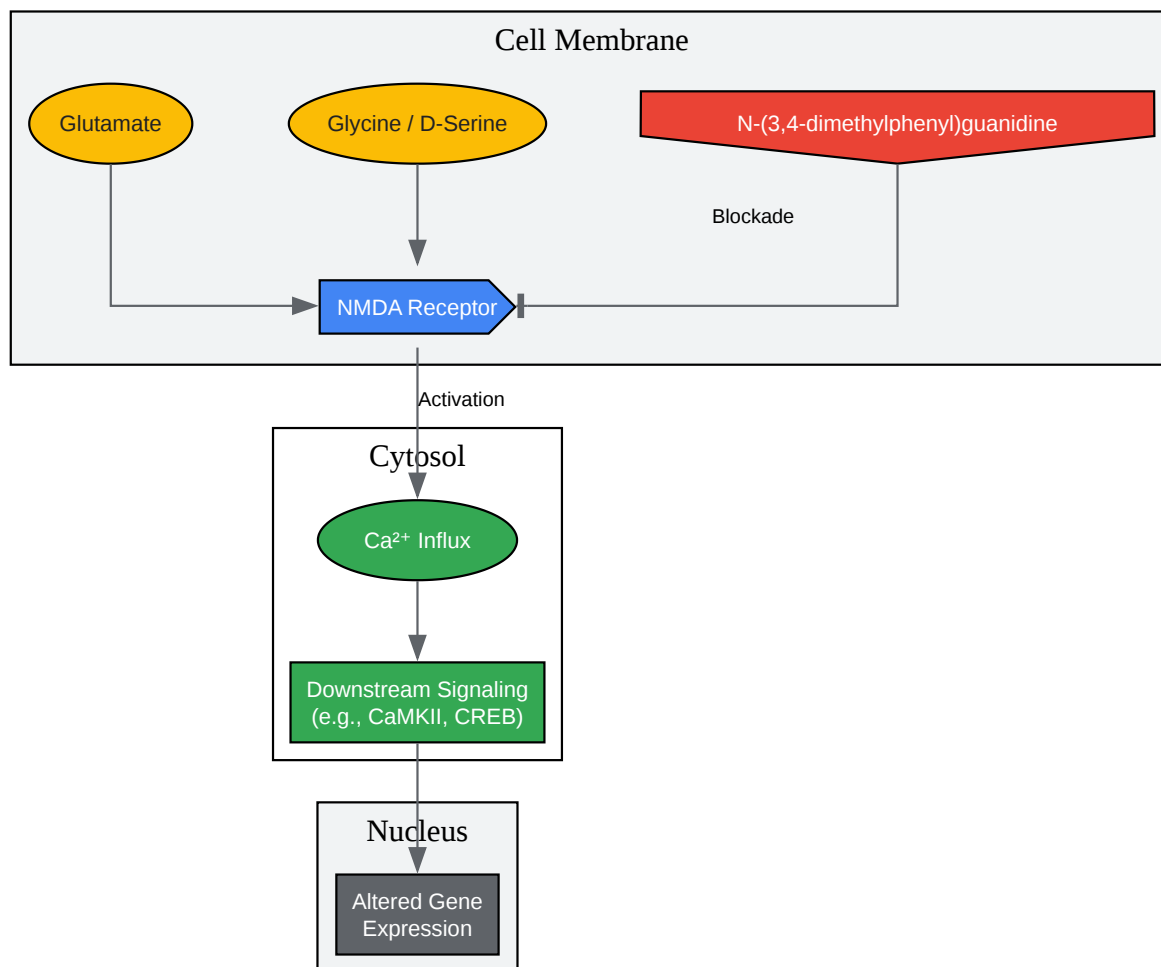 Cell Membrane
Glutamate
Glycine / D-Serine
N-(3,4-dimethylphenyl)guanidine
Blockade
NMDA Receptor
Activation
Cytosol
Ca²⁺ Influx
Downstream Signaling
(e.g., CaMKII, CREB)
Nucleus
Altered Gene
Expression